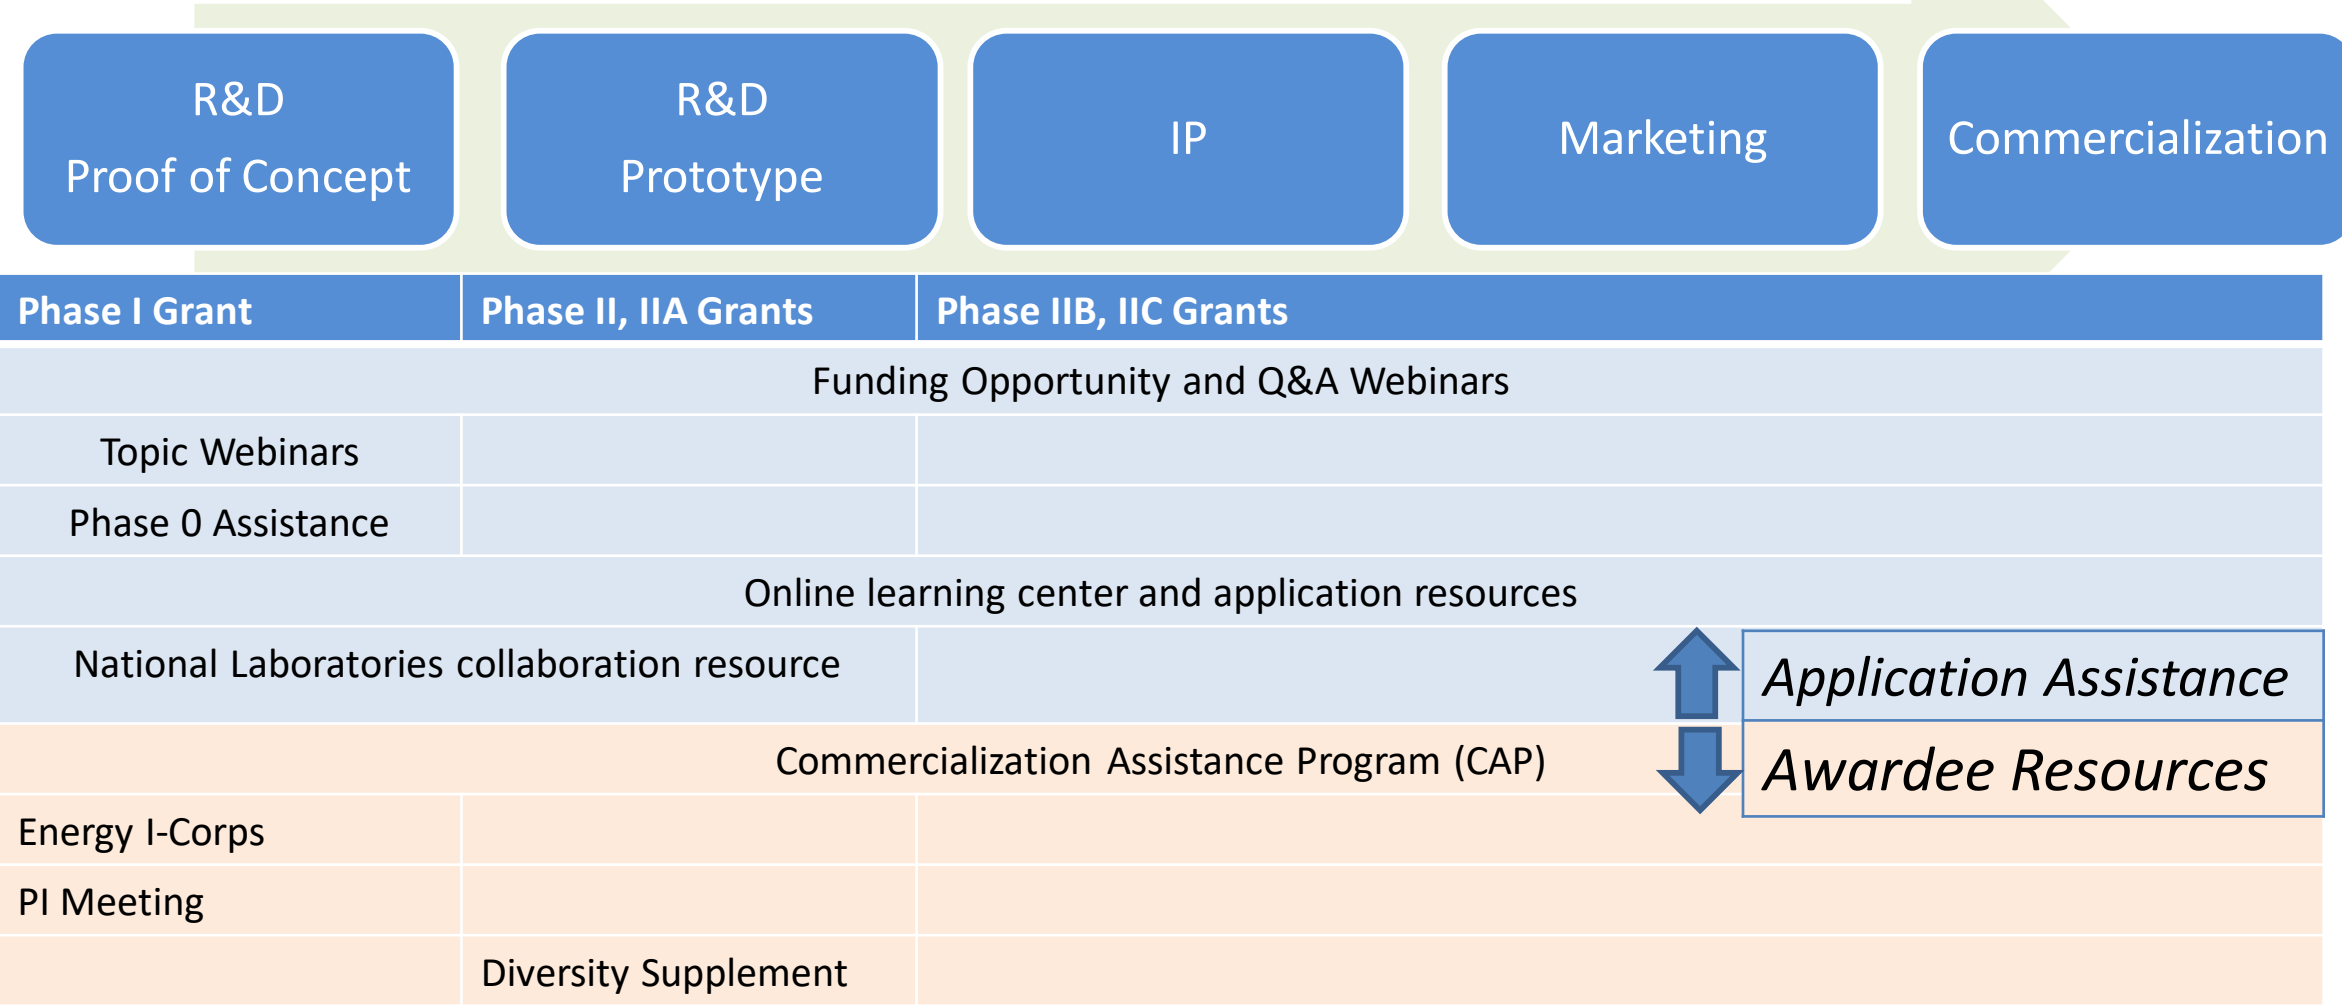 R&D
Proof of Concept
R&D
Prototype
IP
Marketing
Commercialization
Phase I Grant
Phase II, IIA Grants
Phase IIB, IIC Grants
Funding Opportunity and Q&A Webinars
Topic Webinars
Phase 0 Assistance
Online learning center and application resources
National Laboratories collaboration resource
Application Assistance
Commercialization Assistance Program (CAP)
Awardee Resources
Energy I-Corps
PI Meeting
Diversity Supplement